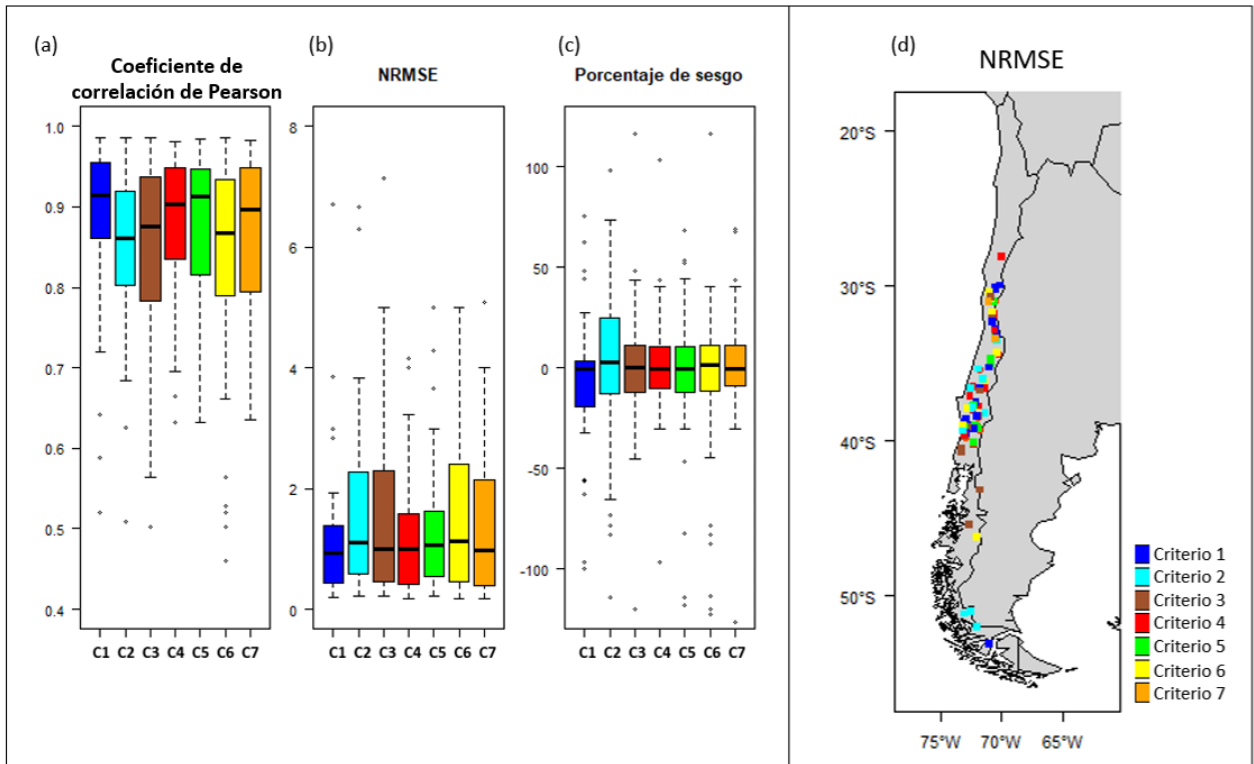 (a)
Coeficiente de
correlación de Pearson
1.0
0.9
0.8
0.7
0.6
0.5
0.4
C1 C2 C3 C4 C5 C6 C7
(b)
NRMSE
8
6
4
2
0
C1 C2 C3 C4 C5 C6 C7
(c)
Porcentaje de sesgo
100
50
0
-50
-100
C1 C2 C3 C4 C5 C6 C7
(d)
NRMSE
20°S
30°S
40°S
50°S
75°W 70°W 65°W
Criterio 1
Criterio 2
Criterio 3
Criterio 4
Criterio 5
Criterio 6
Criterio 7